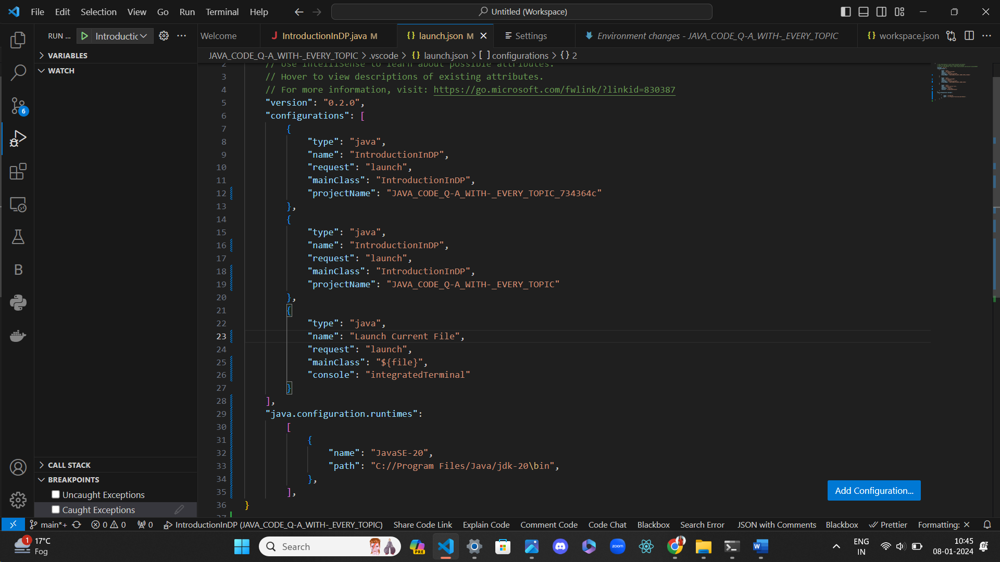 File Edit Selection View Go Run Terminal Help
Untitled (Workspace)
RUN ... Introductic
Welcome
J IntroductionInDP.java M
{} launch.json M
Settings
Environment changes - JAVA_CODE_Q-A_WITH-_EVERY_TOPIC
{} workspace.json
JAVA_CODE_Q-A_WITH-_EVERY_TOPIC > .vscode > {} launch.json > [ ] configurations > {} 2
VARIABLES
WATCH
6
B
2 // Use IntelliSense to learn about possible attributes.
3 // Hover to view descriptions of existing attributes.
4 // For more information, visit: https://go.microsoft.com/fwlink/?linkid=830387
5 "version": "0.2.0",
6 "configurations": [
7 {
8 "type": "java",
9 "name": "IntroductionInDP",
10 "request": "launch",
11 "mainClass": "IntroductionInDP",
12 "projectName": "JAVA_CODE_Q-A_WITH-_EVERY_TOPIC_734364c"
13 },
14 {
15 "type": "java",
16 "name": "IntroductionInDP",
17 "request": "launch",
18 "mainClass": "IntroductionInDP",
19 "projectName": "JAVA_CODE_Q-A_WITH-_EVERY_TOPIC"
20 },
21 {
22 "type": "java",
23 "name": "Launch Current File",
24 "request": "launch",
25 "mainClass": "${file}",
26 "console": "integratedTerminal"
27 }
28 ],
29 "java.configuration.runtimes":
30 [
31 {
32 "name": "JavaSE-20",
33 "path": "C://Program Files/Java/jdk-20\bin",
34 },
35 ],
36 }
37
CALL STACK
BREAKPOINTS
Uncaught Exceptions
Caught Exceptions
Add Configuration...
main*+ 0 0 0 IntroductionInDP (JAVA_CODE_Q-A_WITH-_EVERY_TOPIC) Share Code Link Explain Code Comment Code Code Chat Blackbox Search Error JSON with Comments Blackbox Prettier Formatting: ×
1
17°C
Fog
Search
PRE
zoom
W
ENG
IN
10:45
08-01-2024